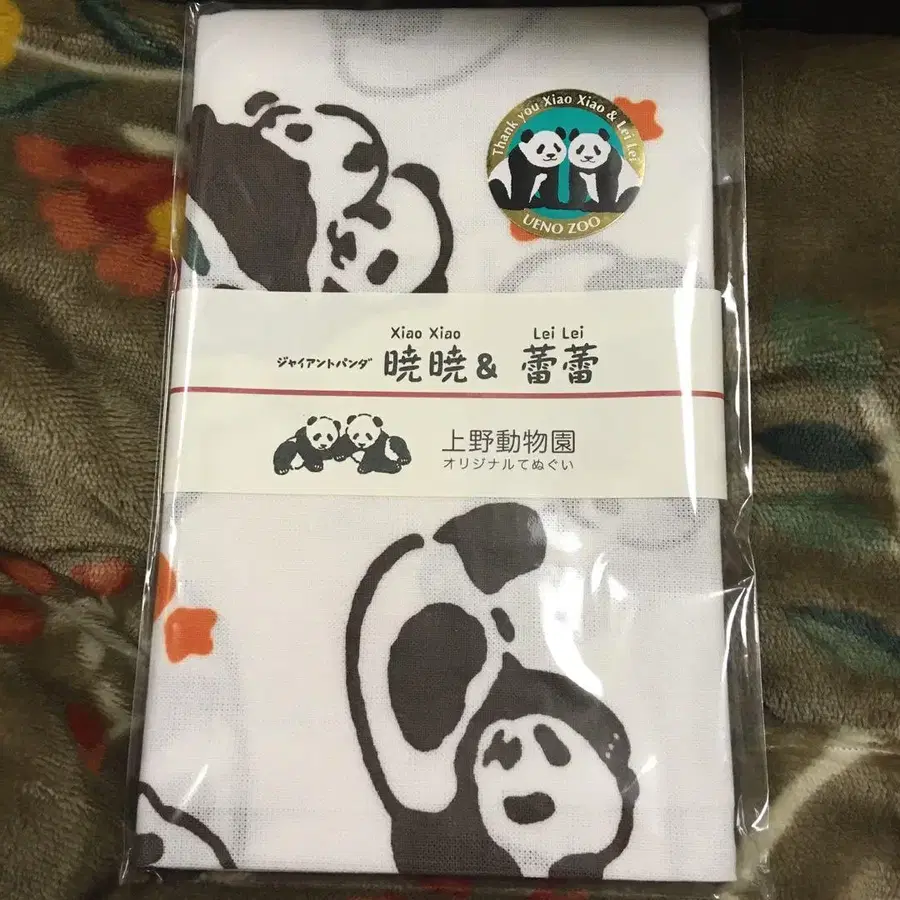 Thank you Xiao Xiao & Lei Lei
UENO ZOO
Xiao Xiao Lei Lei
ジャイアントパンダ 暁暁 & 蕾蕾
上野動物園
オリジナルてぬぐい